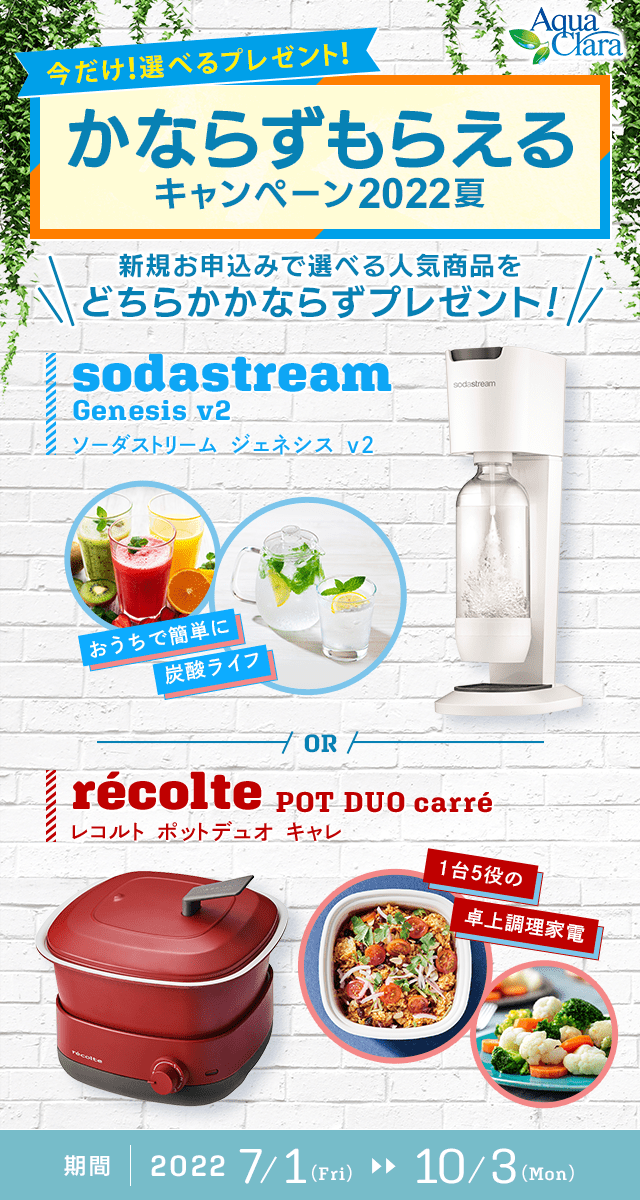 Aqua Clara
今だけ!選べるプレゼント!
かならずもらえる
キャンペーン2022夏
新規お申込みで選べる人気商品を
どちらかかならずプレゼント!
sodastream
Genesis v2
ソーダストリーム ジェネシス v2
sodastream
おうちで簡単に
炭酸ライフ
OR
récolte POT DUO carré
レコルト ポットデュオ キャレ
1台5役の
卓上調理家電
récolte
期間 2022 7/1(Fri) 10/3(Mon)